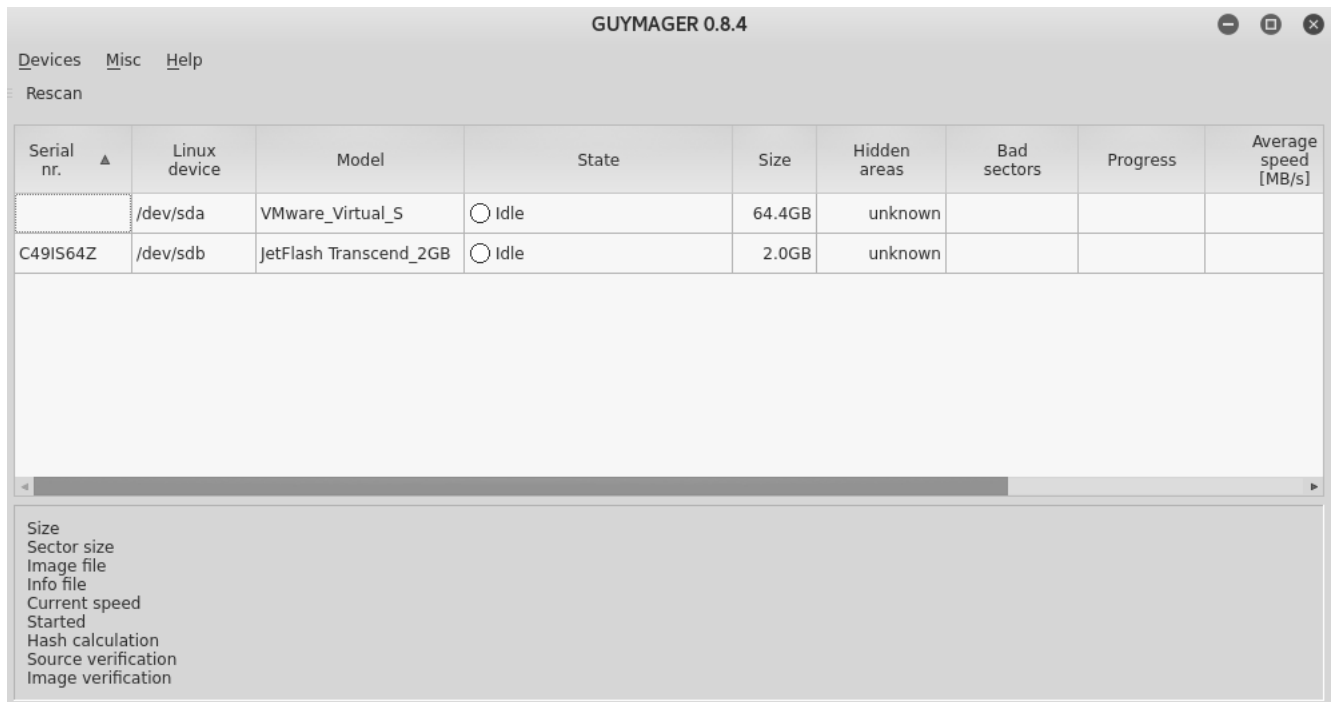 GUYMAGER 0.8.4
Devices Misc Help
Rescan
Serial nr. Linux device Model State Size Hidden areas Bad sectors Progress Average speed [MB/s]
/dev/sda VMware_Virtual_S Idle 64.4GB unknown
C49IS64Z /dev/sdb JetFlash Transcend_2GB Idle 2.0GB unknown
Size
Sector size
Image file
Info file
Current speed
Started
Hash calculation
Source verification
Image verification